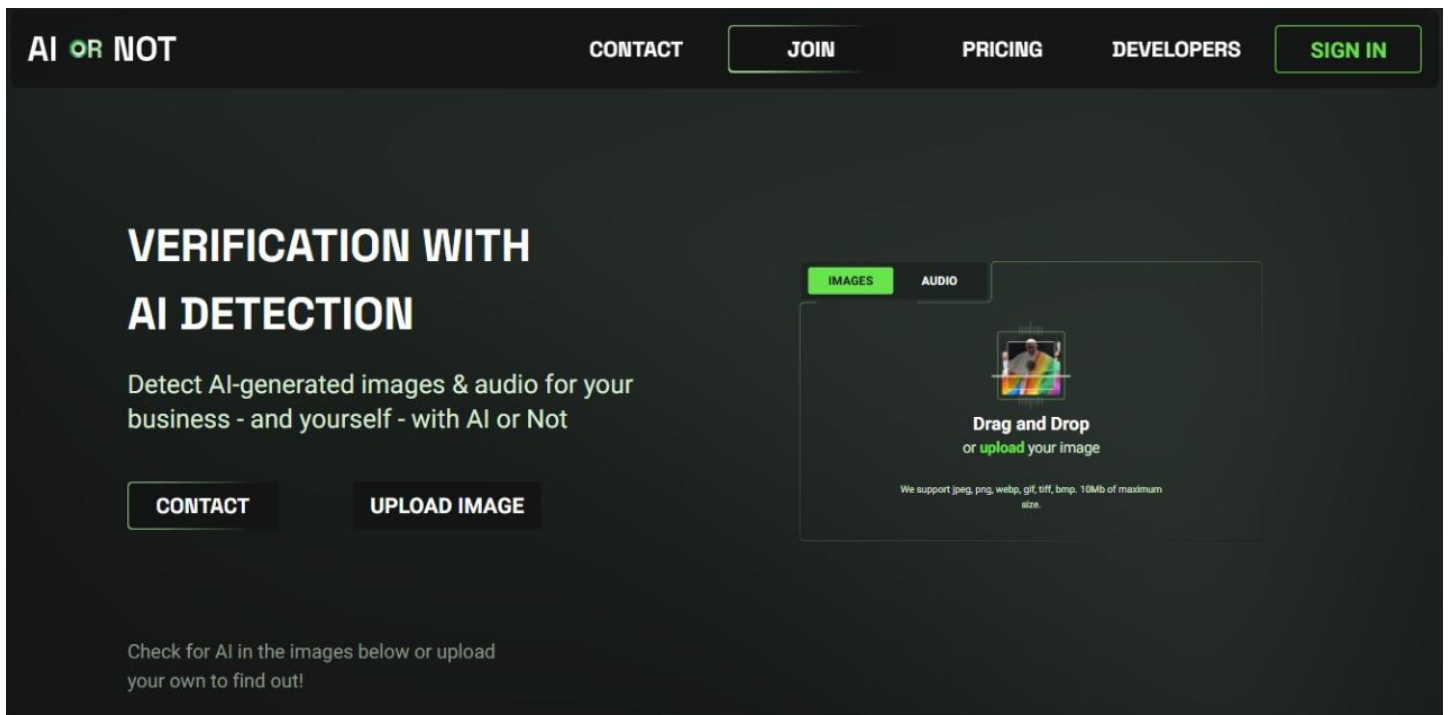 AI OR NOT
CONTACT
JOIN
PRICING
DEVELOPERS
SIGN IN
VERIFICATION WITH
AI DETECTION
Detect AI-generated images & audio for your
business - and yourself - with AI or Not
CONTACT
UPLOAD IMAGE
IMAGES
AUDIO
Drag and Drop
or upload your image
We support jpeg, png, webp, gif, tiff, bmp. 10Mb of maximum
size.
Check for AI in the images below or upload
your own to find out!